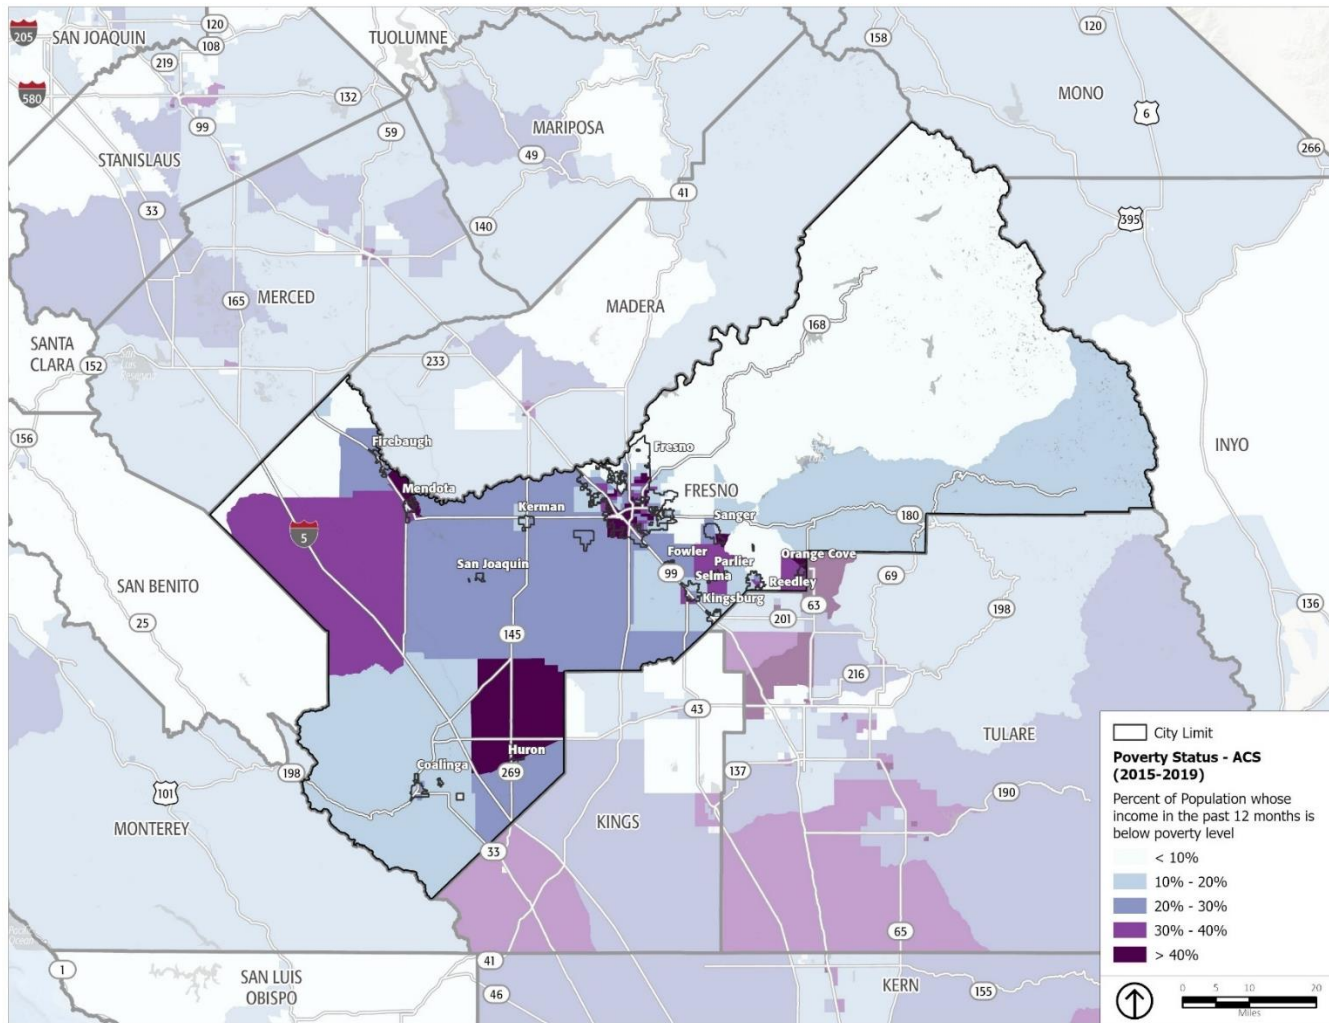 205
SAN JOAQUIN
120
108
TUOLUMNE
158
120
219
580
132
MONO
6
99
59
MARIPOSA
49
266
STANISLAUS
41
33
140
395
165
MERCED
MADERA
168
SANTA
CLARA
152
233
156
INYO
Firebaugh
Fresno
Mendota
FRESNO
Kerman
Sanger
180
5
Fowler
Orange Cove
San Joaquin
Parlier
99
Selma
Reedley
69
SAN BENITO
Kingsburg
63
198
136
25
201
145
216
43
TULARE
Huron
198
Coalinga
269
137
101
190
MONTEREY
KINGS
33
65
1
SAN LUIS
OBISPO
41
46
KERN
155
City Limit
Poverty Status - ACS
(2015-2019)
Percent of Population whose
income in the past 12 months is
below poverty level
< 10%
10% - 20%
20% - 30%
30% - 40%
> 40%
0 5 10 20
Miles